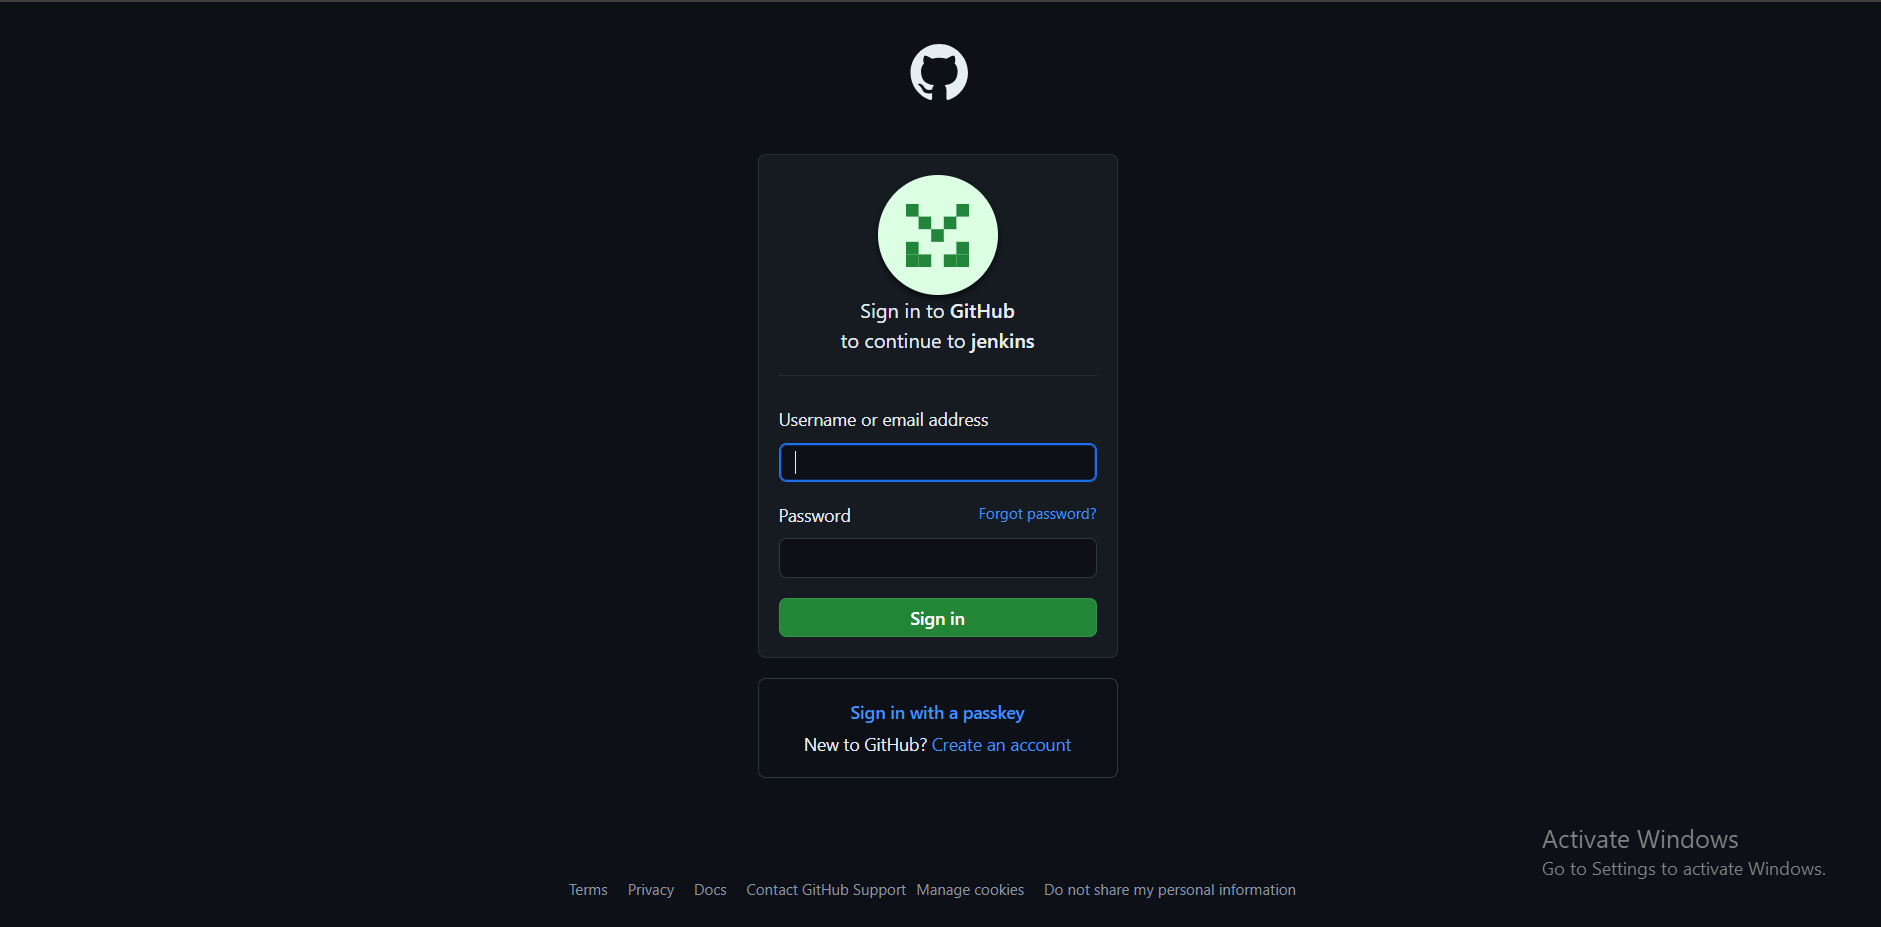 Sign in to GitHub
to continue to jenkins
Username or email address
Password Forgot password?
Sign in
Sign in with a passkey
New to GitHub? Create an account
Activate Windows
Go to Settings to activate Windows.
Terms Privacy Docs Contact GitHub Support Manage cookies Do not share my personal information